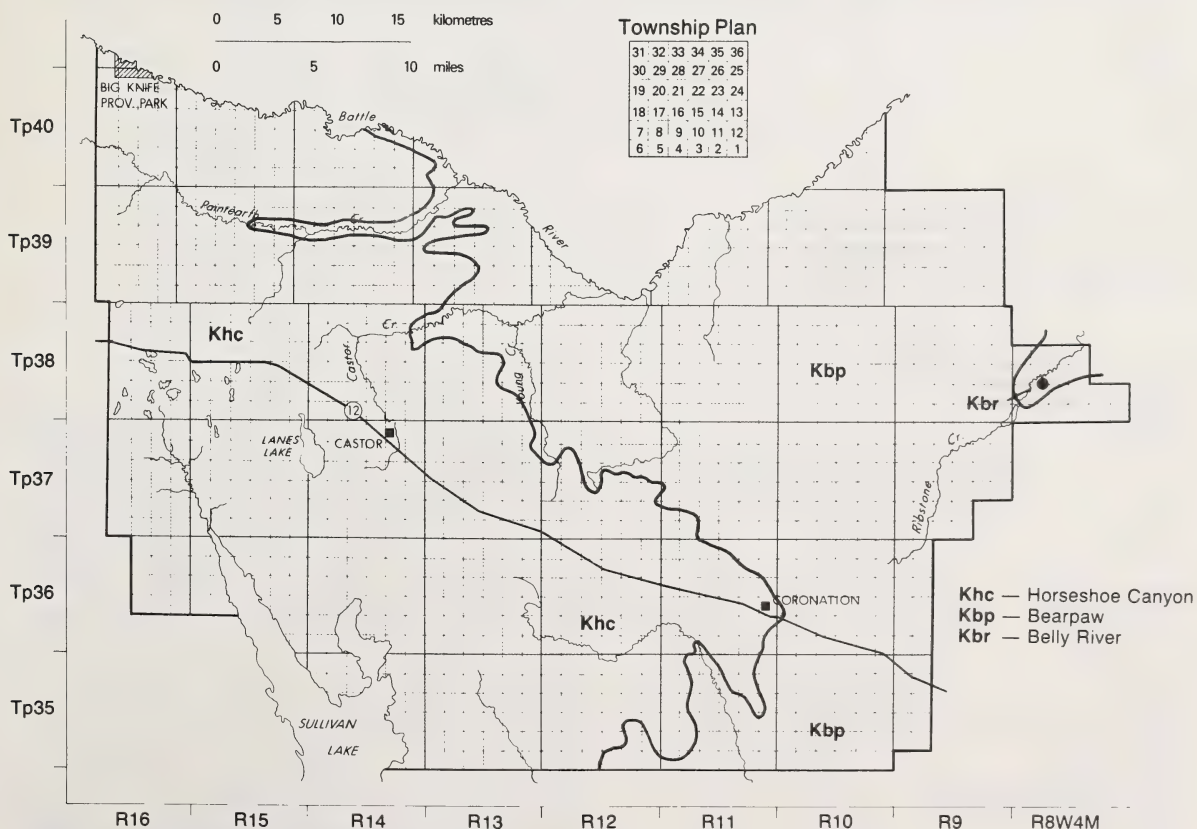 0 5 10 15 kilometres
0 5 10 miles
Township Plan
31 32 33 34 35 36
30 29 28 27 26 25
19 20 21 22 23 24
18 17 16 15 14 13
7 8 9 10 11 12
6 5 4 3 2 1
BIG KNIFE
PROV. PARK
Tp40
Battle
Paintearth Cr.
Tp39
River
Khc
Cr.
Tp38
Castor
Young Cr.
Kbp
Kbr
12
LANES
LAKE
CASTOR
Cr.
Tp37
Ribstone
Tp36
CORONATION
Khc
Khc — Horseshoe Canyon
Kbp — Bearpaw
Kbr — Belly River
Tp35
SULLIVAN
LAKE
Kbp
R16 R15 R14 R13 R12 R11 R10 R9 R8W4M